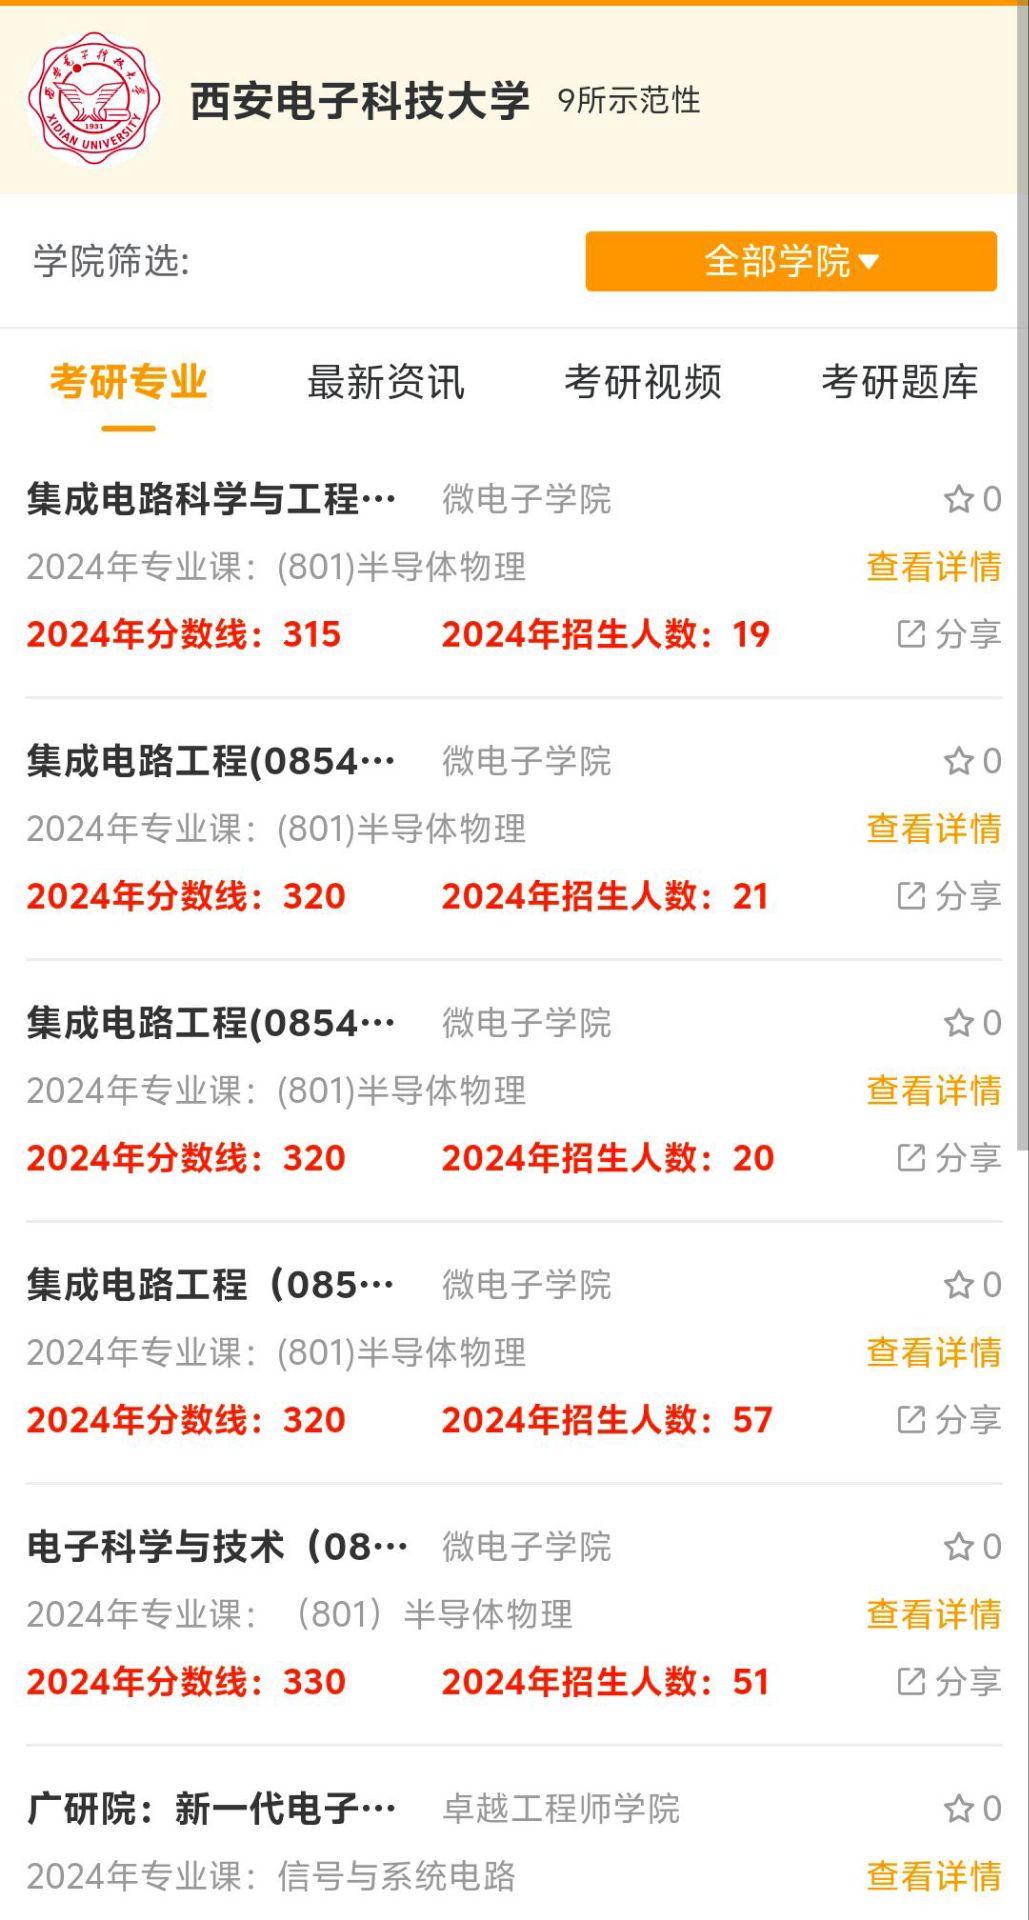 西安电子科技大学
XIDIAN UNIVERSITY
1931
西安电子科技大学 9所示范性
学院筛选: 全部学院
考研专业 最新资讯 考研视频 考研题库
集成电路科学与工程… 微电子学院 0
2024年专业课：(801)半导体物理 查看详情
2024年分数线：315 2024年招生人数：19 分享
集成电路工程(0854… 微电子学院 0
2024年专业课：(801)半导体物理 查看详情
2024年分数线：320 2024年招生人数：21 分享
集成电路工程(0854… 微电子学院 0
2024年专业课：(801)半导体物理 查看详情
2024年分数线：320 2024年招生人数：20 分享
集成电路工程（085… 微电子学院 0
2024年专业课：(801)半导体物理 查看详情
2024年分数线：320 2024年招生人数：57 分享
电子科学与技术（08… 微电子学院 0
2024年专业课：（801）半导体物理 查看详情
2024年分数线：330 2024年招生人数：51 分享
广研院：新一代电子… 卓越工程师学院 0
2024年专业课：信号与系统电路 查看详情